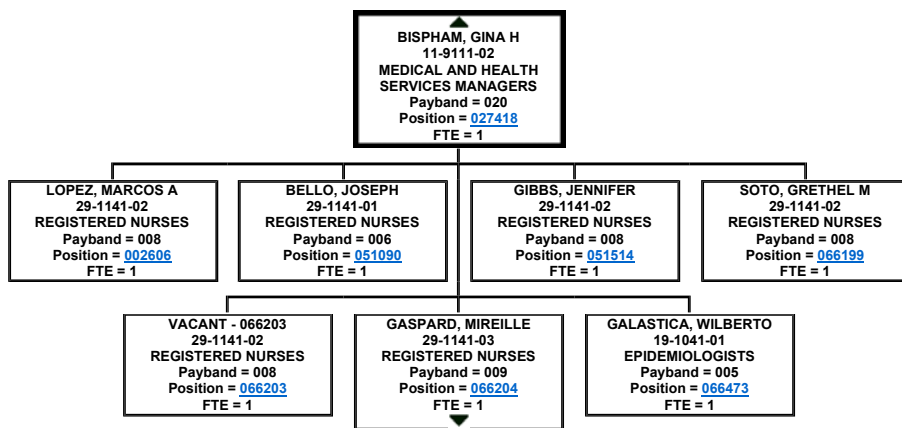 BISPHAM, GINA H
11-9111-02
MEDICAL AND HEALTH
SERVICES MANAGERS
Payband = 020
Position = 027418
FTE = 1
LOPEZ, MARCOS A
29-1141-02
REGISTERED NURSES
Payband = 008
Position = 002606
FTE = 1
BELLO, JOSEPH
29-1141-01
REGISTERED NURSES
Payband = 006
Position = 051090
FTE = 1
GIBBS, JENNIFER
29-1141-02
REGISTERED NURSES
Payband = 008
Position = 051514
FTE = 1
SOTO, GRETHEL M
29-1141-02
REGISTERED NURSES
Payband = 008
Position = 066199
FTE = 1
VACANT - 066203
29-1141-02
REGISTERED NURSES
Payband = 008
Position = 066203
FTE = 1
GASPARD, MIREILLE
29-1141-03
REGISTERED NURSES
Payband = 009
Position = 066204
FTE = 1
GALASTICA, WILBERTO
19-1041-01
EPIDEMIOLOGISTS
Payband = 005
Position = 066473
FTE = 1